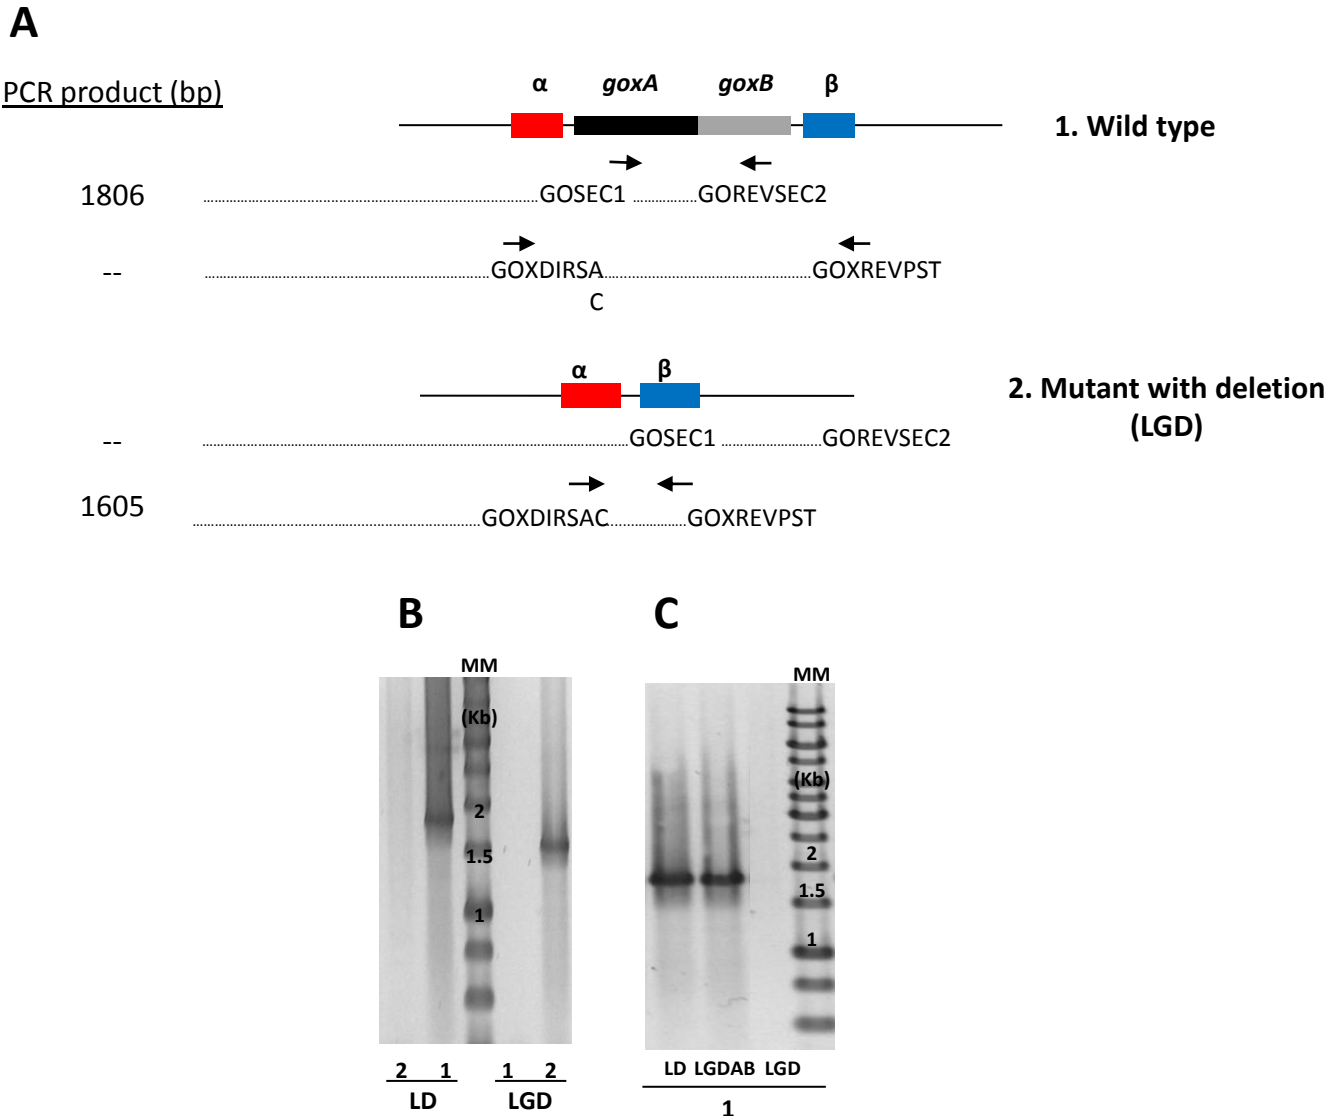 A
PCR product (bp)
α goxA goxB β
1. Wild type
1806
GOSEC1 GOREVSEC2
--
GOXDIRSA GOXREVPST
C
α β
2. Mutant with deletion
(LGD)
--
GOSEC1 GOREVSEC2
1605
GOXDIRSAC GOXREVPST
B C
MM
(Kb)
2
1.5
1
2 1 1 2
LD LGD
MM
(Kb)
2
1.5
1
LD LGDAB LGD
1